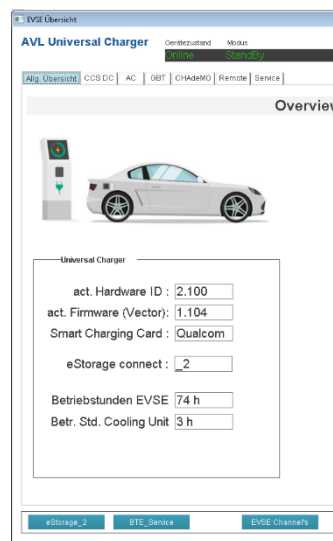 EVSE Übersicht
AVL Universal Charger
Gerätezustand Modus
Online StandBy
Allg. Übersicht CCS DC AC GBT CHAdeMO Remote Service
Overview
Universal Charger
act. Hardware ID : 2.100
act. Firmware (Vector): 1.104
Smart Charging Card : Qualcom
eStorage connect : _2
Betriebstunden EVSE 74 h
Betr. Std. Cooling Unit 3 h
eStorage_2 BTE_Service EVSE Channel's